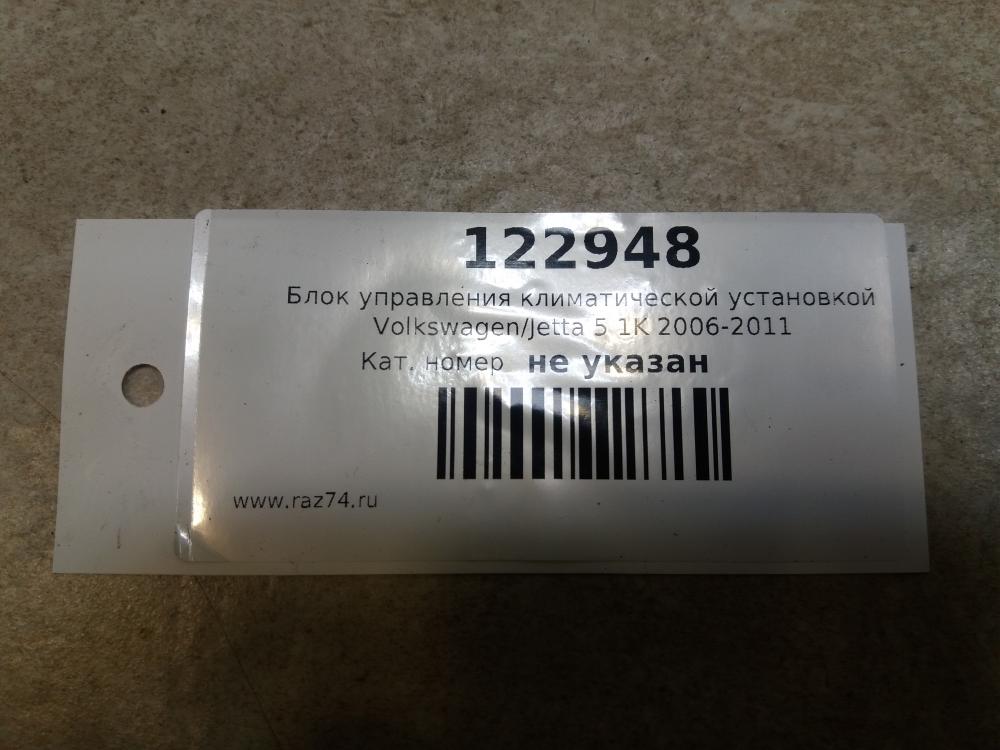 122948
Блок управления климатической установкой
Volkswagen/Jetta 5 1K 2006-2011
Кат. номер не указан
www.raz74.ru